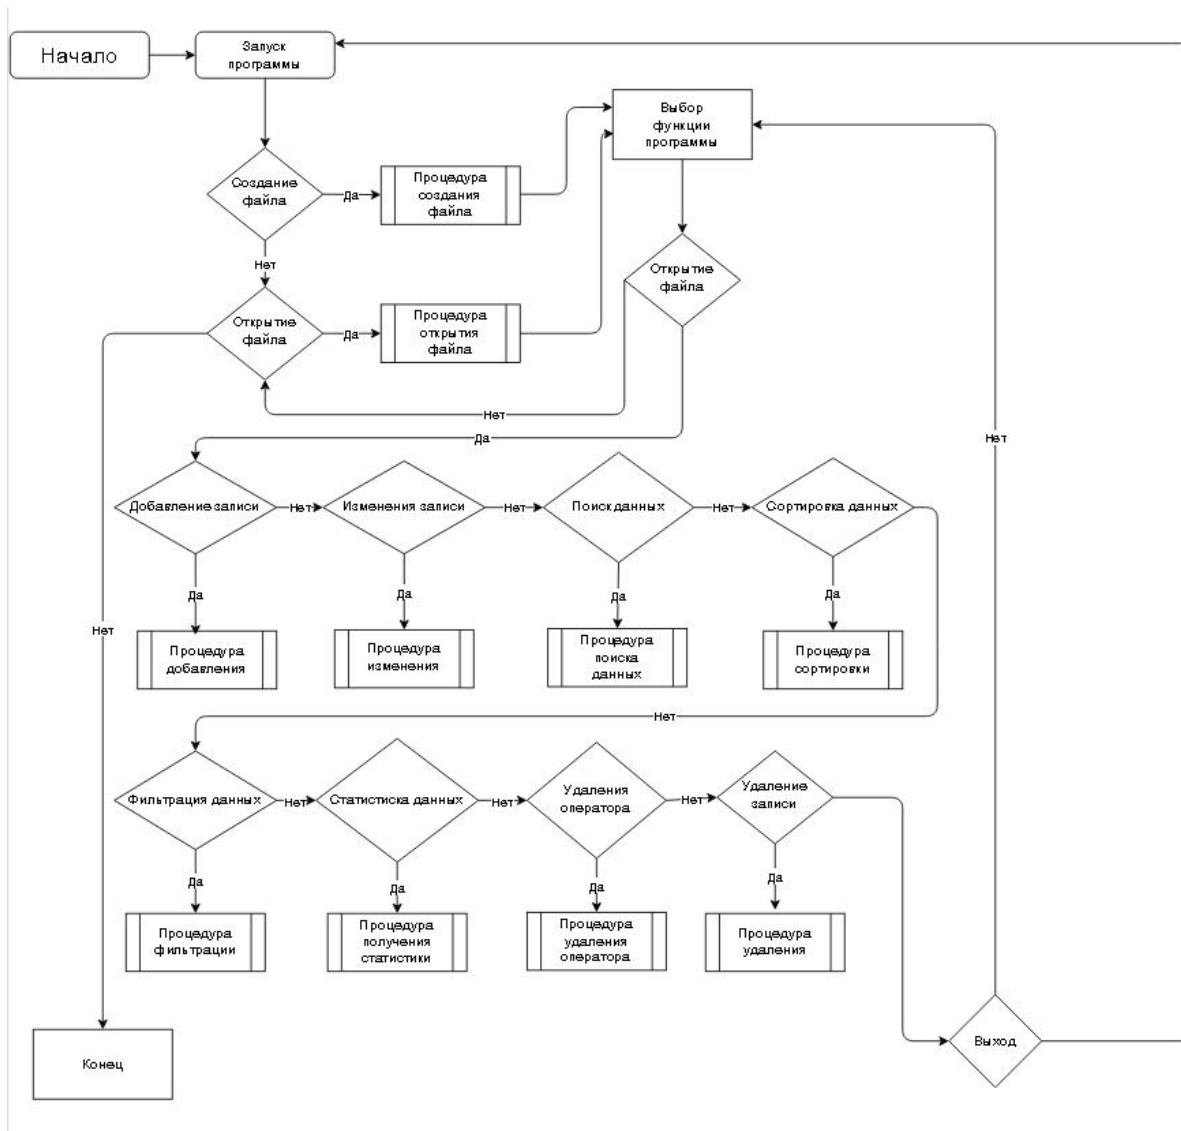 Начало
Запуск
программы
Выбор
функции
программы
Создание
файла
Да
Процедура
создания
файла
Нет
Открытие
файла
Открытие
файла
Да
Процедура
открытия
файла
Нет
Да
Нет
Добавление записи
Нет
Изменения записи
Нет
Поиск данных
Нет
Сортировка данных
Да
Да
Да
Да
Нет
Процедура
добавления
Процедура
изменения
Процедура
поиска
данных
Процедура
сортировки
Нет
Фильтрация данных
Нет
Статистиска данных
Нет
Удаления
оператора
Нет
Удаление
записи
Да
Да
Да
Да
Процедура
фильтрации
Процедура
получения
статистики
Процедура
удаления
оператора
Процедура
удаления
Конец
Выход